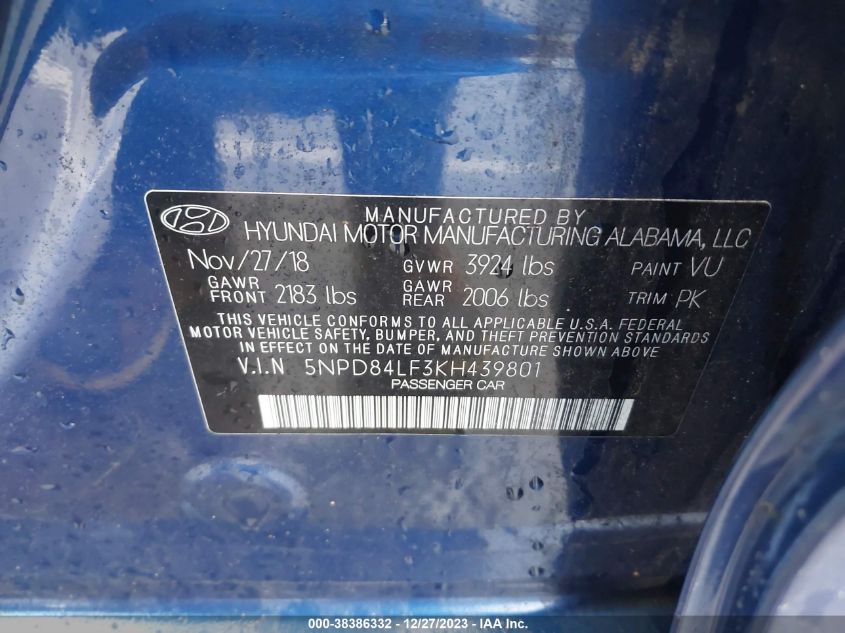 MANUFACTURED BY
HYUNDAI MOTOR MANUFACTURING ALABAMA, LLC
Nov/27/18 GVWR 3924 lbs PAINT VU
GAWR FRONT 2183 lbs GAWR REAR 2006 lbs TRIM PK
THIS VEHICLE CONFORMS TO ALL APPLICABLE U.S.A. FEDERAL
MOTOR VEHICLE SAFETY, BUMPER, AND THEFT PREVENTION STANDARDS
IN EFFECT ON THE DATE OF MANUFACTURE SHOWN ABOVE.
V.I.N 5NPD84LF3KH439801
PASSENGER CAR
000-38386332 - 12/27/2023 - IAA Inc.